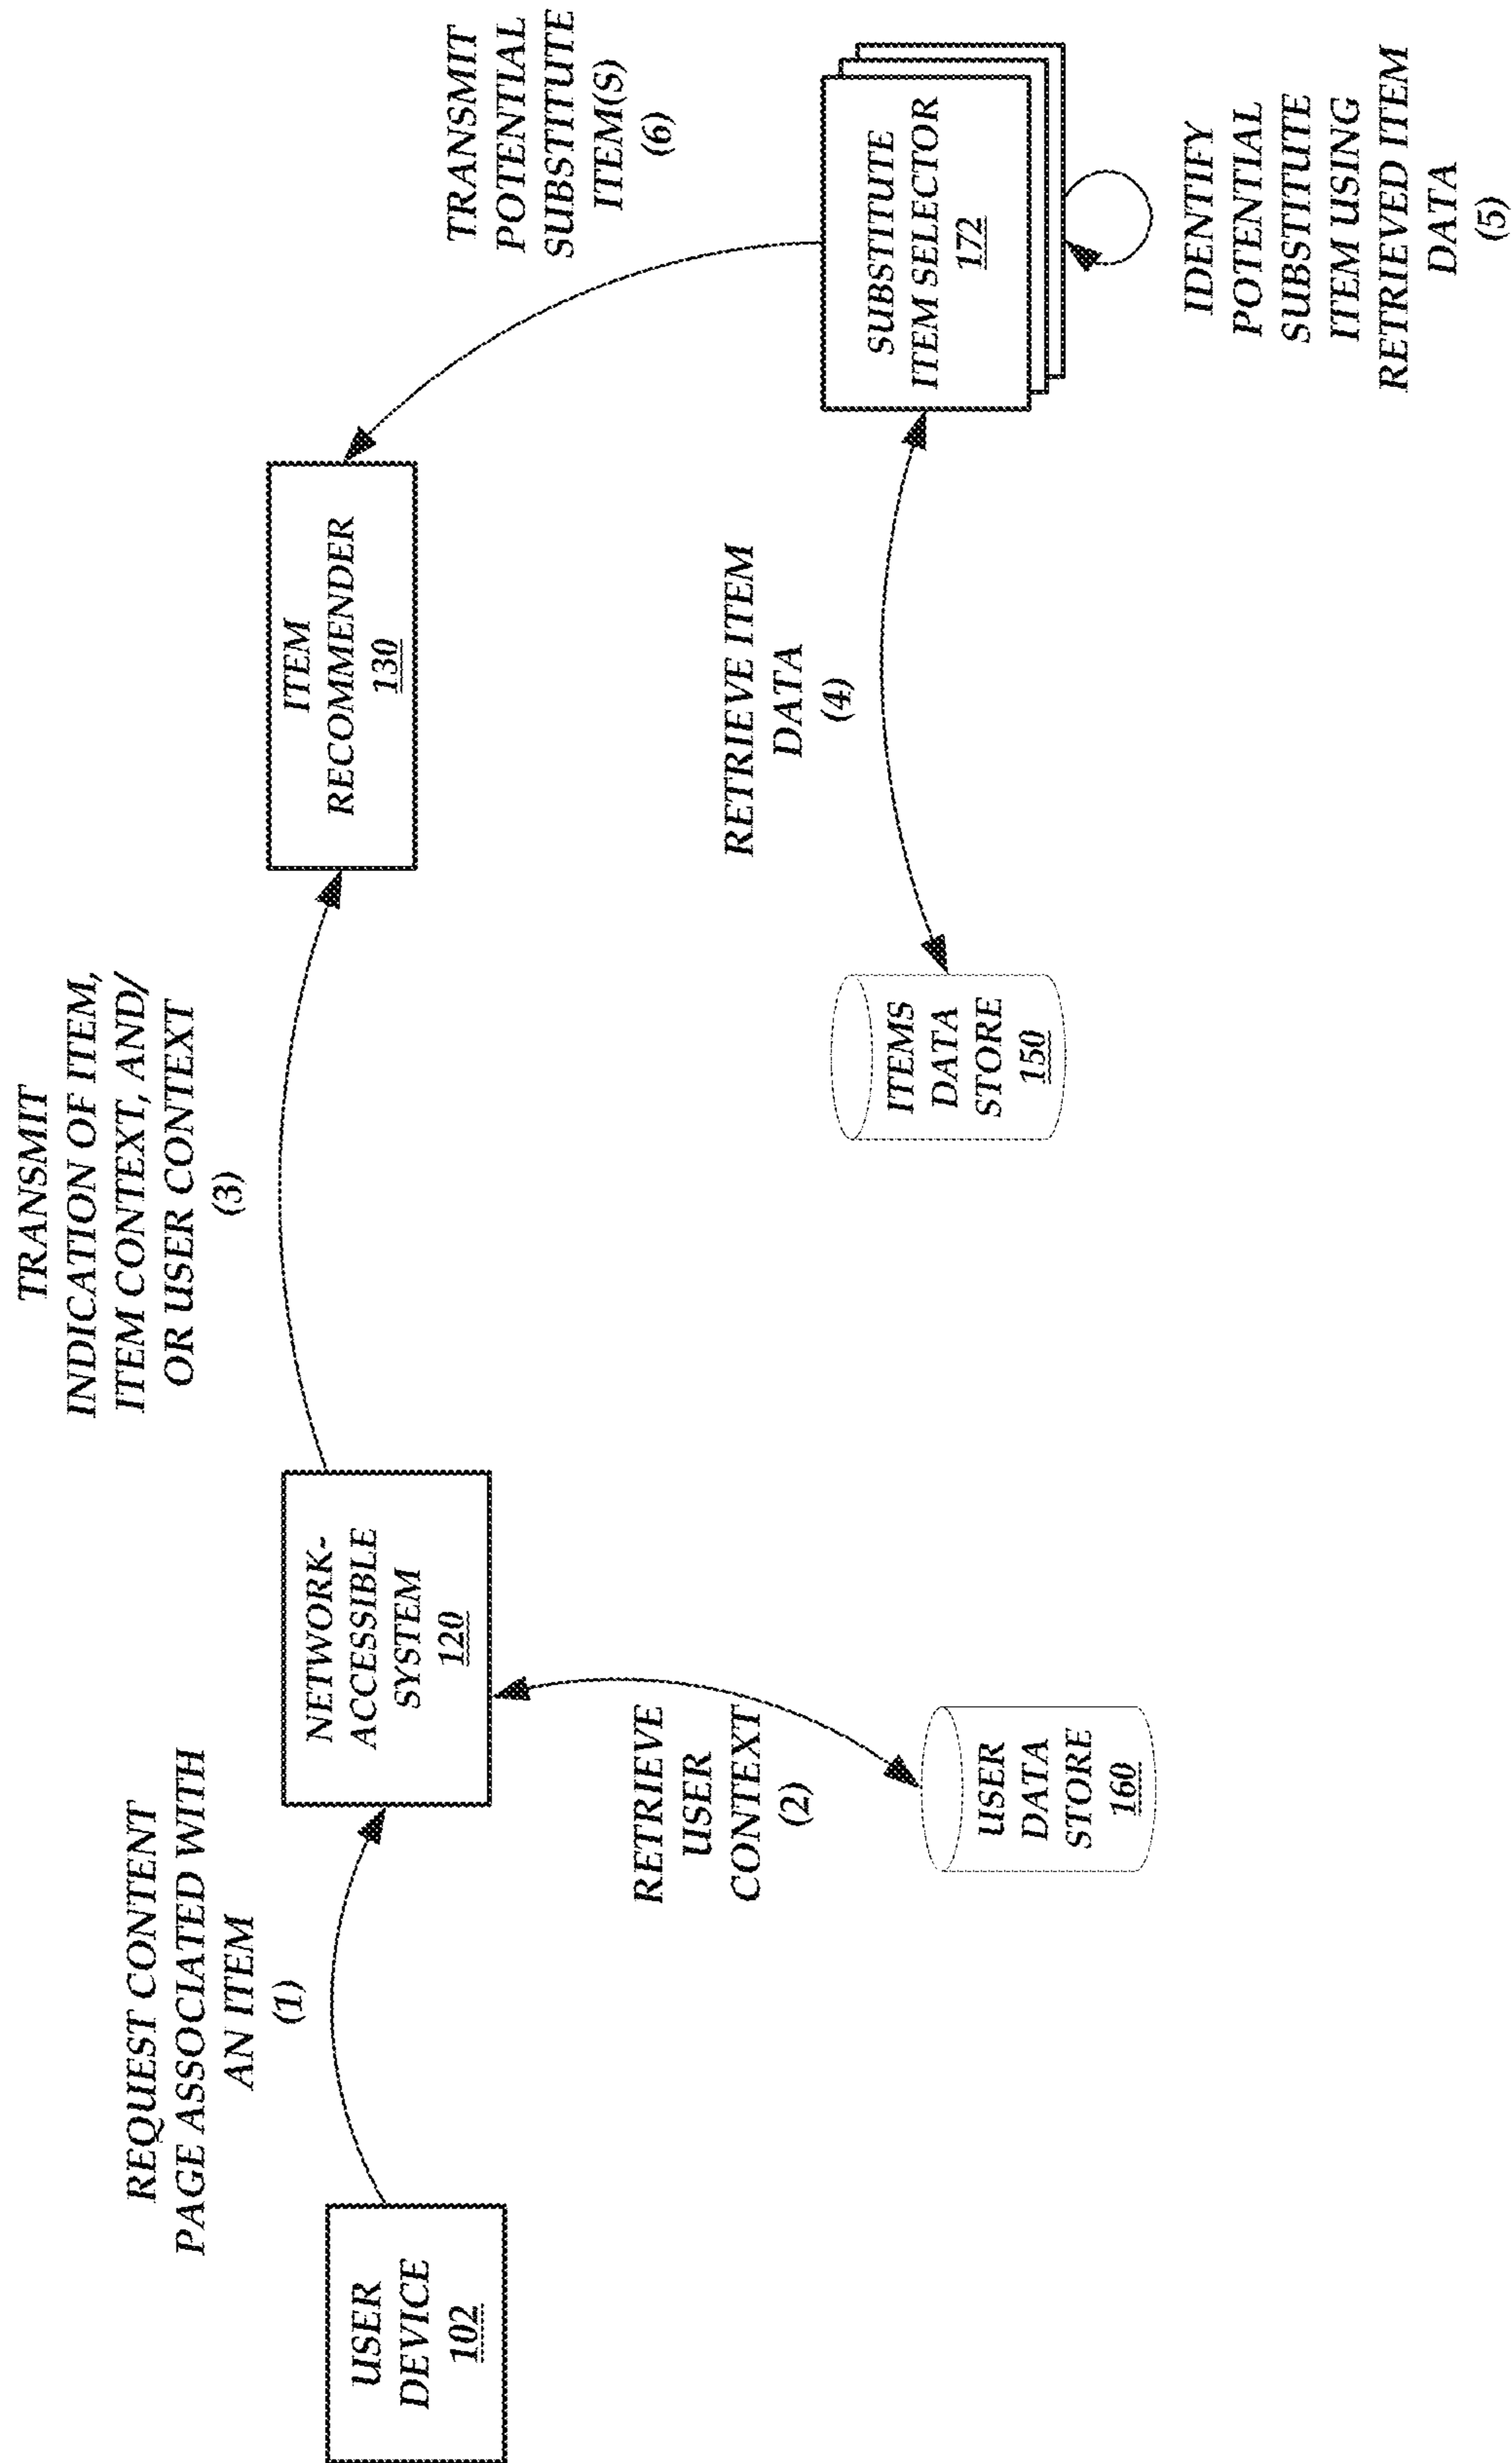 REQUEST CONTENT
PAGE ASSOCIATED WITH
AN ITEM
(1)
TRANSMIT
INDICATION OF ITEM,
ITEM CONTEXT, AND/
OR USER CONTEXT
(3)
USER
DEVICE
102
NETWORK-
ACCESSIBLE
SYSTEM
120
ITEM
RECOMMENDER
130
TRANSMIT
POTENTIAL
SUBSTITUTE
ITEM(S)
(6)
RETRIEVE
USER
CONTEXT
(2)
USER
DATA
STORE
160
RETRIEVE ITEM
DATA
(4)
ITEMS
DATA
STORE
150
SUBSTITUTE
ITEM SELECTOR
172
IDENTIFY
POTENTIAL
SUBSTITUTE
ITEM USING
RETRIEVED ITEM
DATA
(5)